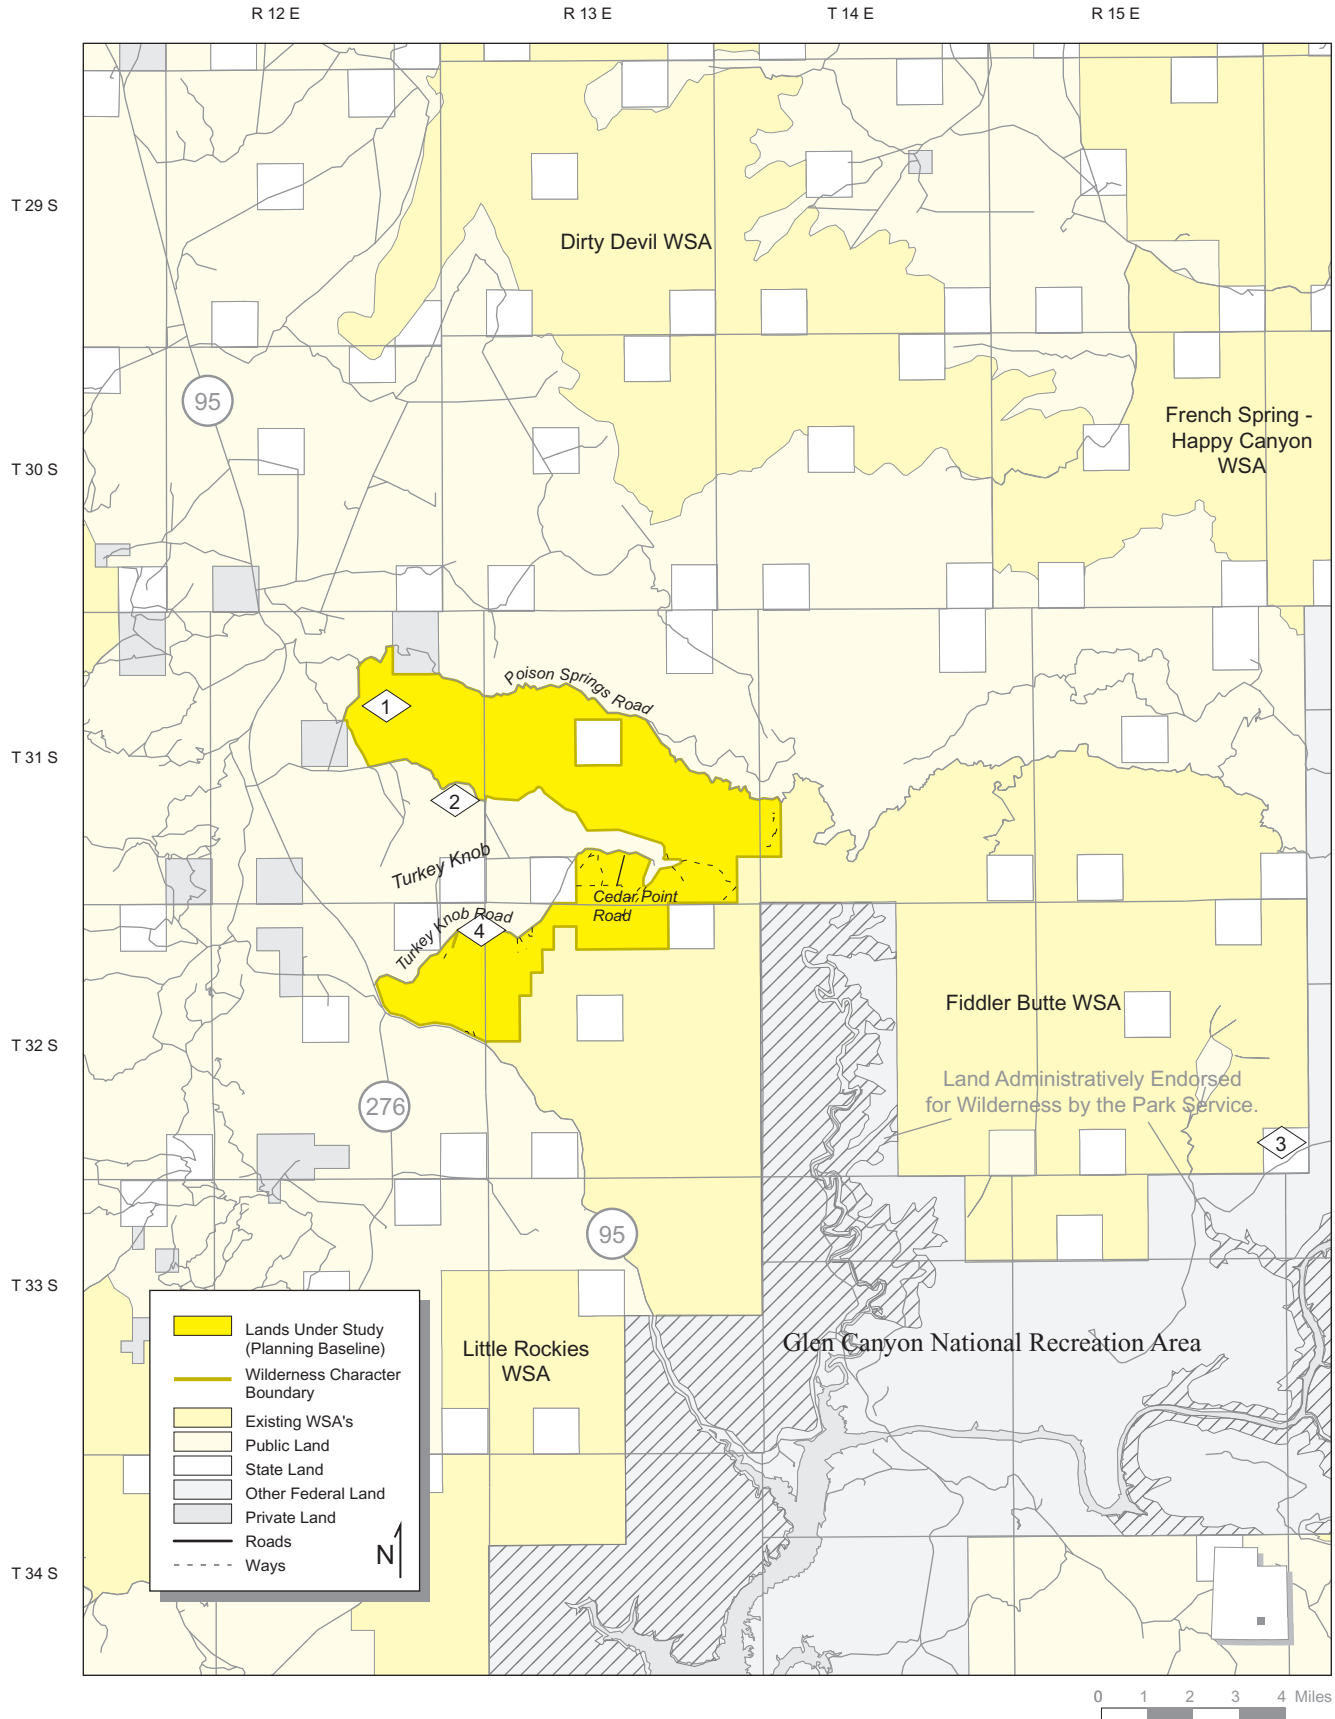 R 12 E
R 13 E
T 14 E
R 15 E
T 29 S
Dirty Devil WSA
95
French Spring -
Happy Canyon
WSA
T 30 S
Poison Springs Road
1
T 31 S
2
Turkey Knob
Cedar Point
Road
Turkey Knob Road
4
Fiddler Butte WSA
T 32 S
Land Administratively Endorsed
for Wilderness by the Park Service.
276
3
95
T 33 S
Glen Canyon National Recreation Area
Little Rockies
WSA
Lands Under Study
(Planning Baseline)
Wilderness Character
Boundary
Existing WSA's
Public Land
State Land
Other Federal Land
Private Land
Roads
Ways
N
T 34 S
0 1 2 3 4 Miles